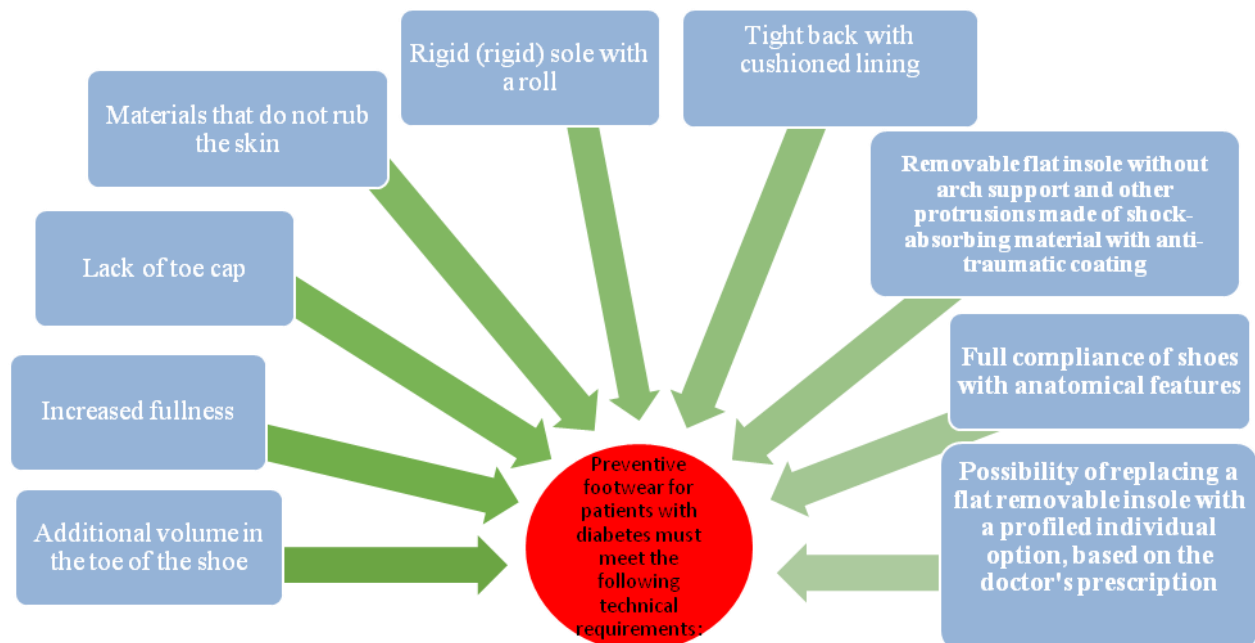 Additional volume in
the toe of the shoe
Increased fullness
Lack of toe cap
Materials that do not rub
the skin
Rigid (rigid) sole with
a roll
Tight back with
cushioned lining
Removable flat insole without
arch support and other
protrusions made of shock-
absorbing material with anti-
traumatic coating
Full compliance of shoes
with anatomical features
Possibility of replacing a
flat removable insole with
a profiled individual
option, based on the
doctor's prescription
Preventive
footwear for
patients with
diabetes must
meet the
following
technical
requirements: